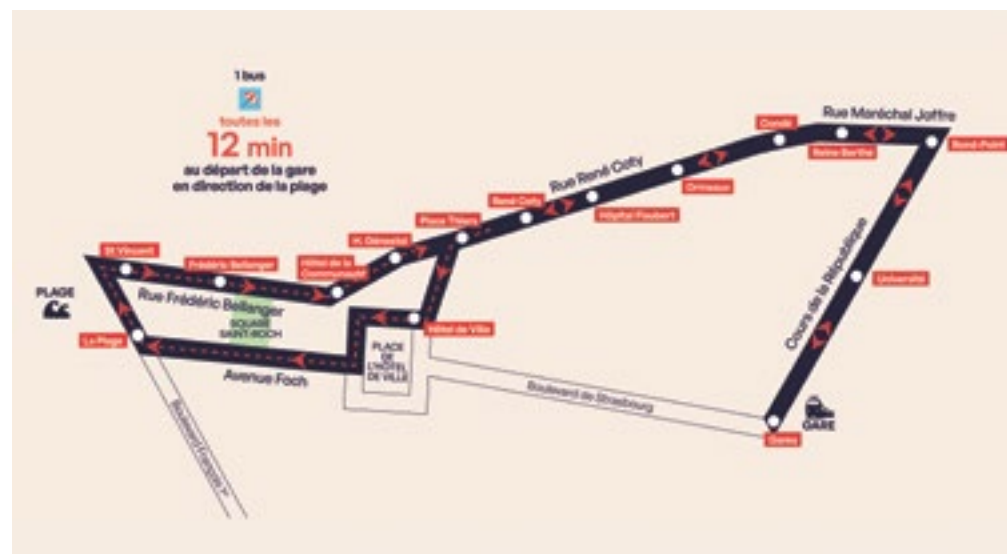 1 bus
toutes les
12 min
au départ de la gare
en direction de la plage
Rue Maréchal Joffre
Condé
Reine Berthe
Rond-Point
Rue René Coty
Ormeaux
René Coty
Hôpital Flaubert
Place Thiers
H. Génestal
Hôtel de la
Communauté
St Vincent
Frédéric Bellanger
Université
Cours de la République
PLAGE
Rue Frédéric Bellanger
SQUARE
SAINT-ROCH
La Plage
Hôtel de Ville
PLACE
DE
L'HÔTEL
DE VILLE
Avenue Foch
Boulevard de Strasbourg
GARE
Gares
Boulevard François 1er